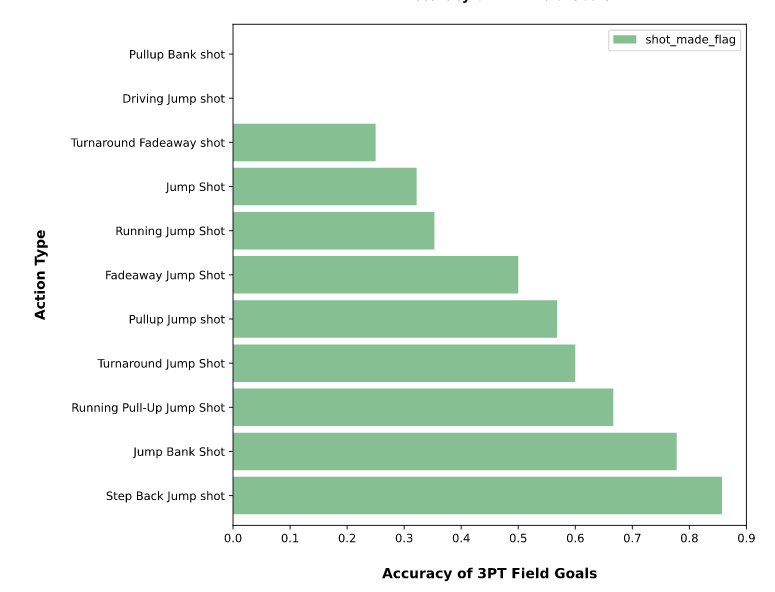 shot_made_flag
Pullup Bank shot
Driving Jump shot
Turnaround Fadeaway shot
Jump Shot
Running Jump Shot
Fadeaway Jump Shot
Pullup Jump shot
Turnaround Jump Shot
Running Pull-Up Jump Shot
Jump Bank Shot
Step Back Jump shot
Action Type
0.0 0.1 0.2 0.3 0.4 0.5 0.6 0.7 0.8 0.9
Accuracy of 3PT Field Goals